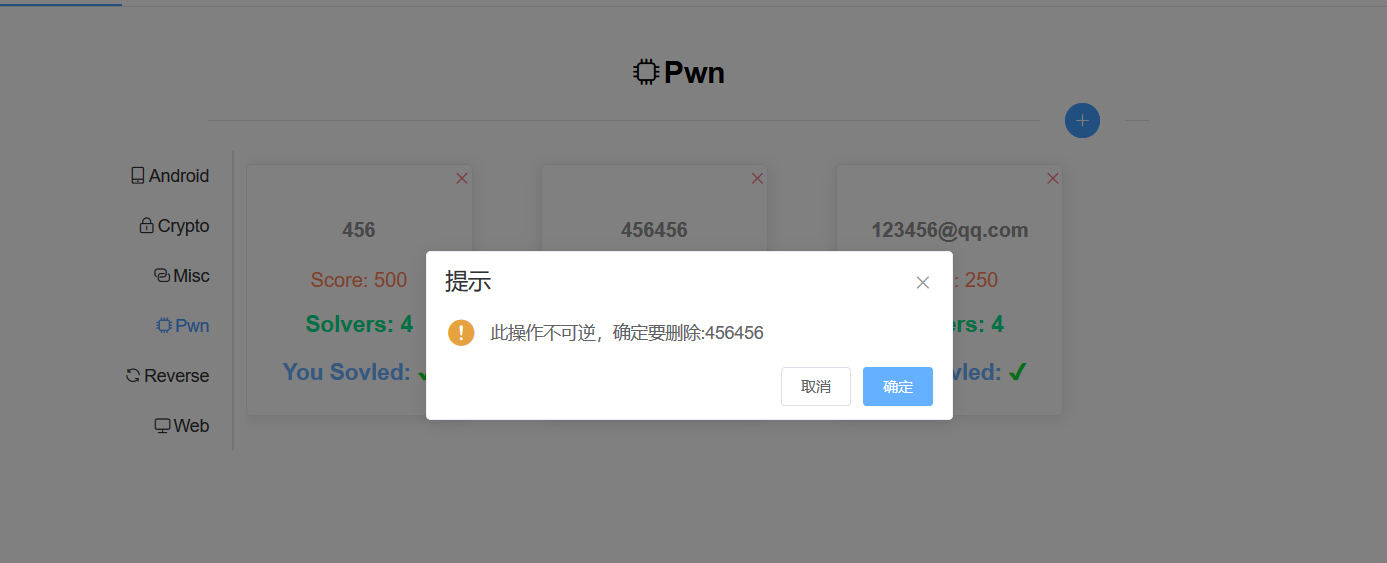 Pwn
Android
Crypto
Misc
Pwn
Reverse
Web
456
Score: 500
Solvers: 4
You Sovled: ✔
456456
123456@qq.com
: 250
ers: 4
vled: ✔
提示
此操作不可逆，确定要删除:456456
取消
确定